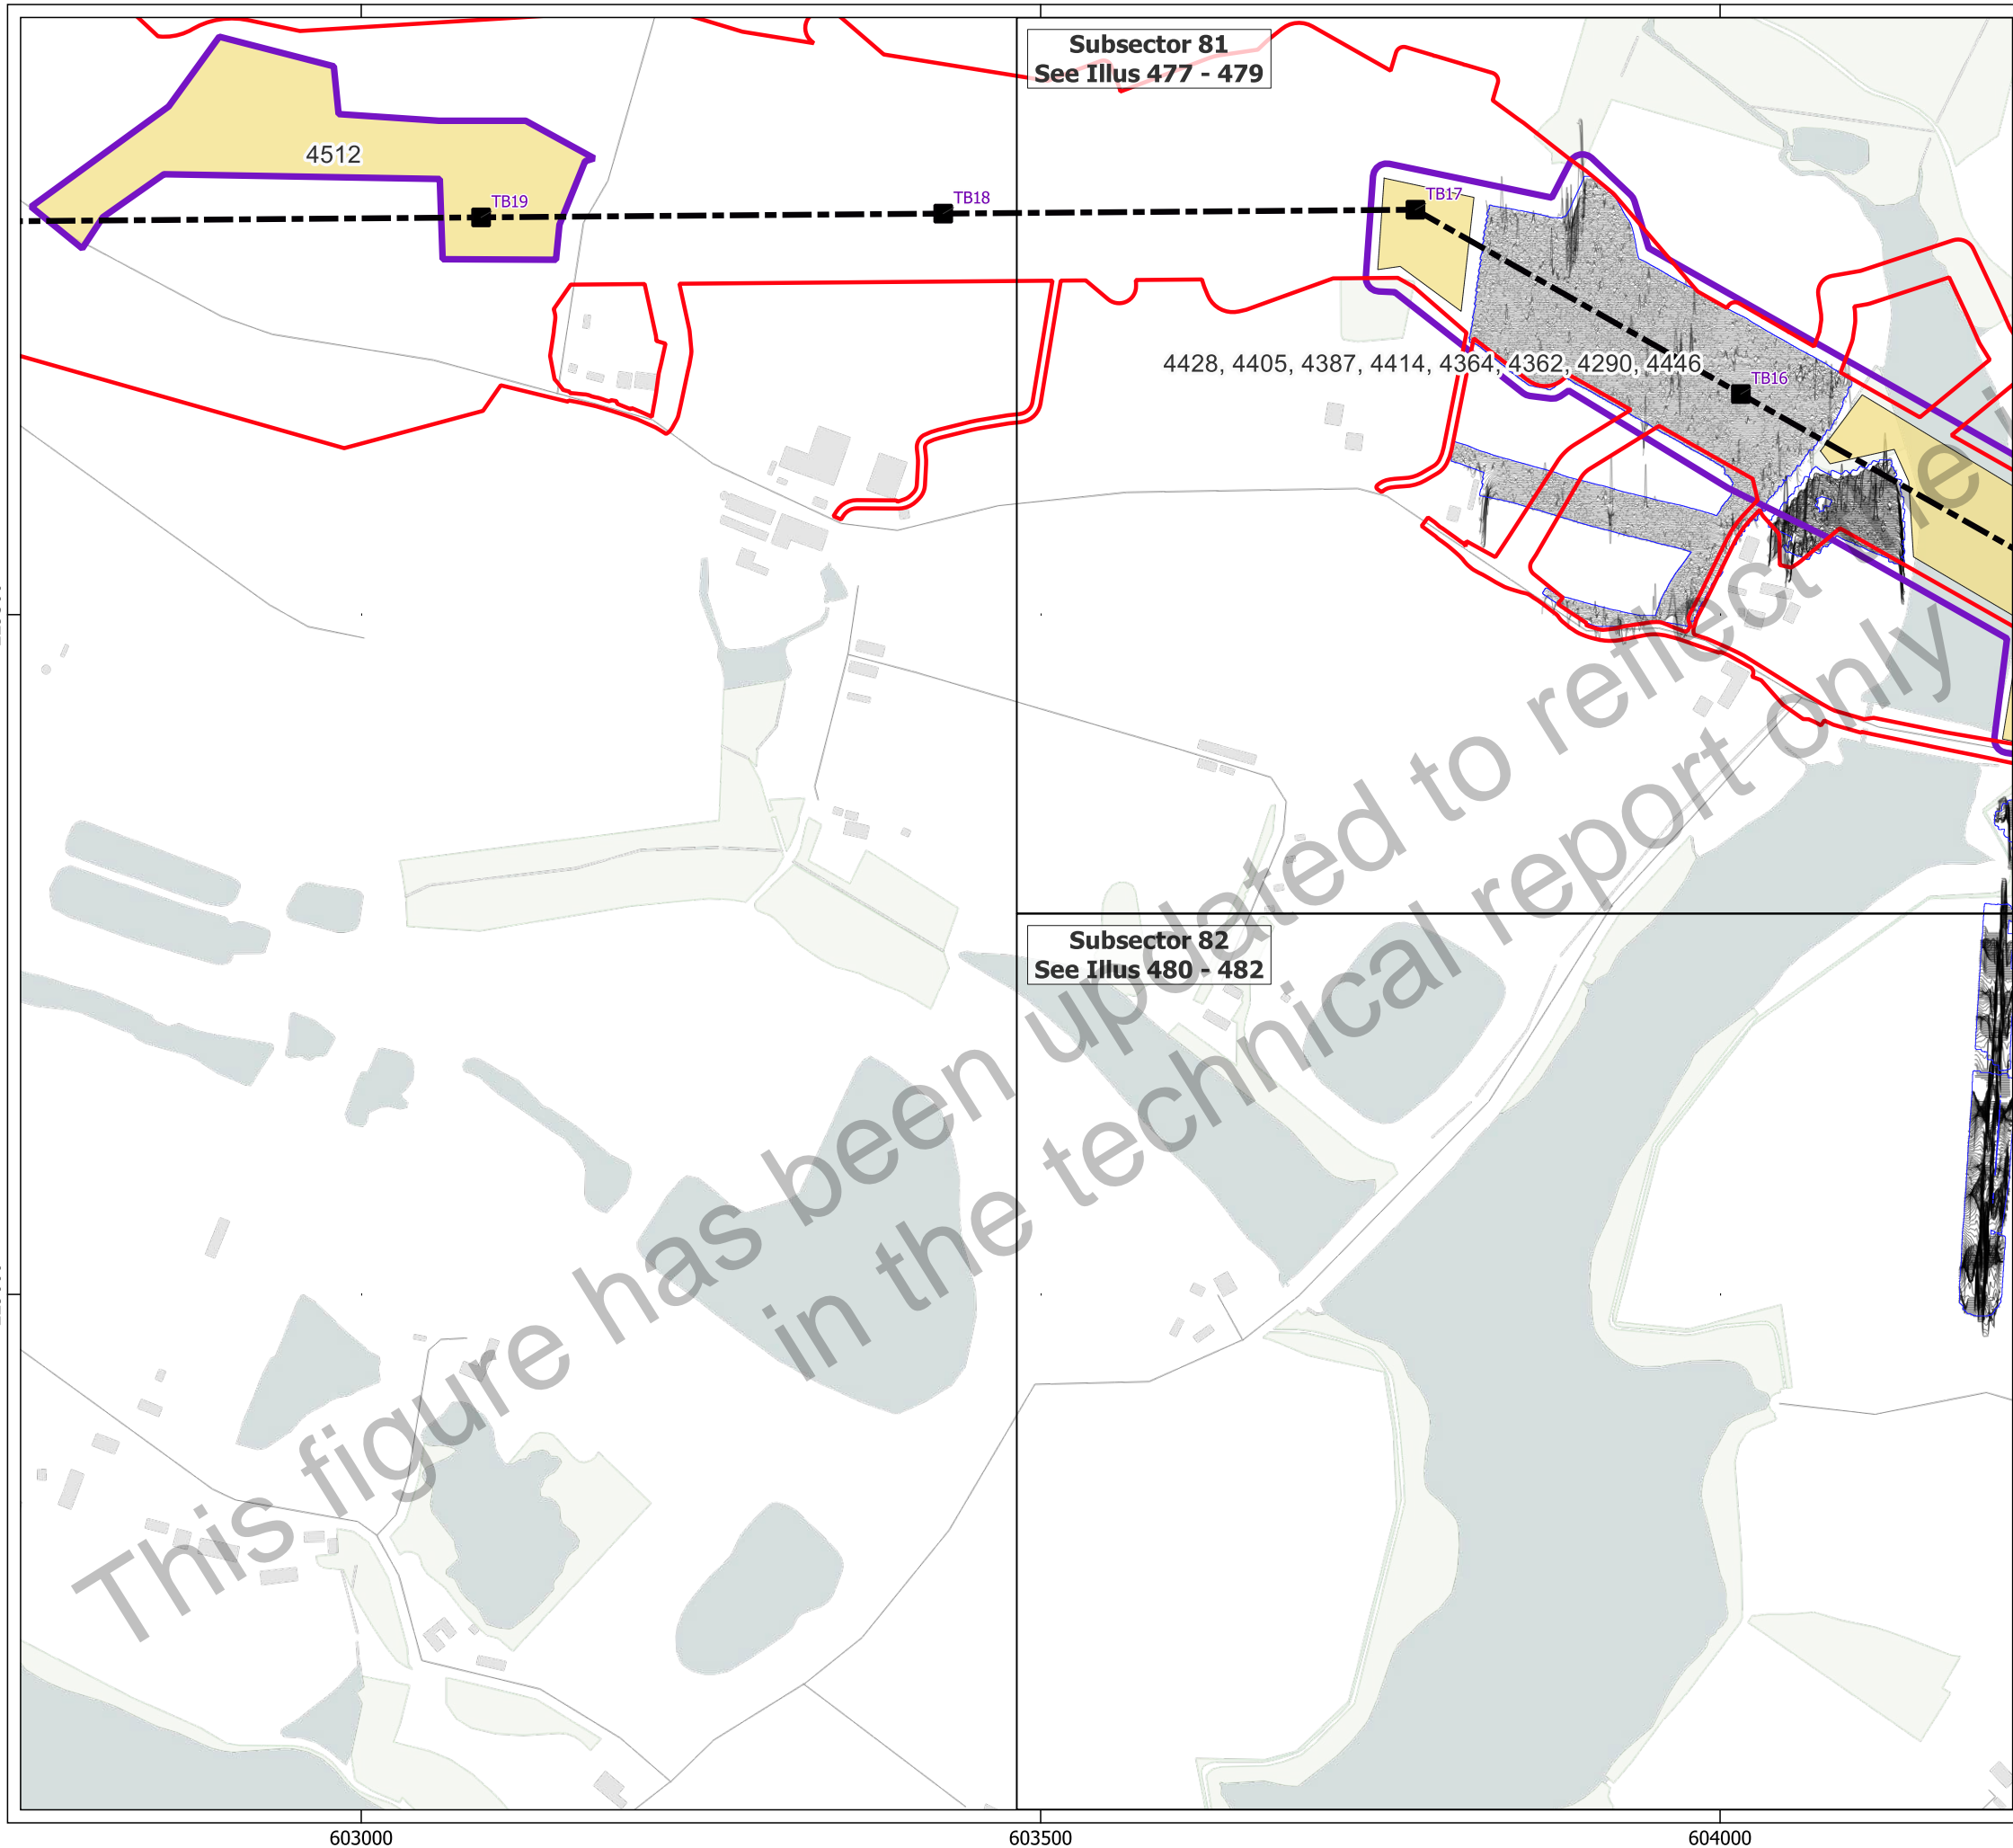 Subsector 81
See Illus 477 - 479
4512
TB19
TB18
TB17
4428, 4405, 4387, 4414, 4364, 4362, 4290, 4446
TB16
Subsector 82
See Illus 480 - 482
This figure has been updated to reflect
in the technical report only
603000
603500
604000